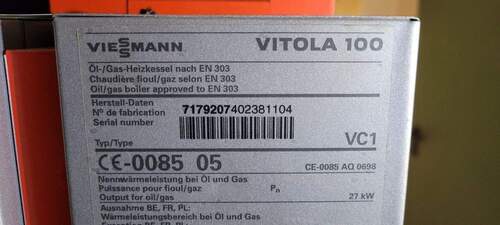 VIESSMANN VITOLA 100
Öl-/Gas-Heizkessel nach EN 303
Chaudière fioul/gaz selon EN 303
Oil/gas boiler approved to EN 303
Herstell-Daten
N° de fabrication 7179207402381104
Serial number
Typ/Type VC1
CE-0085 05 CE-0085 AQ 0698
Nennwärmeleistung bei Öl und Gas
Puissance pour fioul/gaz Pn
Output for oil/gas 27 kW
Ausnahme BE, FR, PL:
Wärmeleistungsbereich bei Öl und Gas